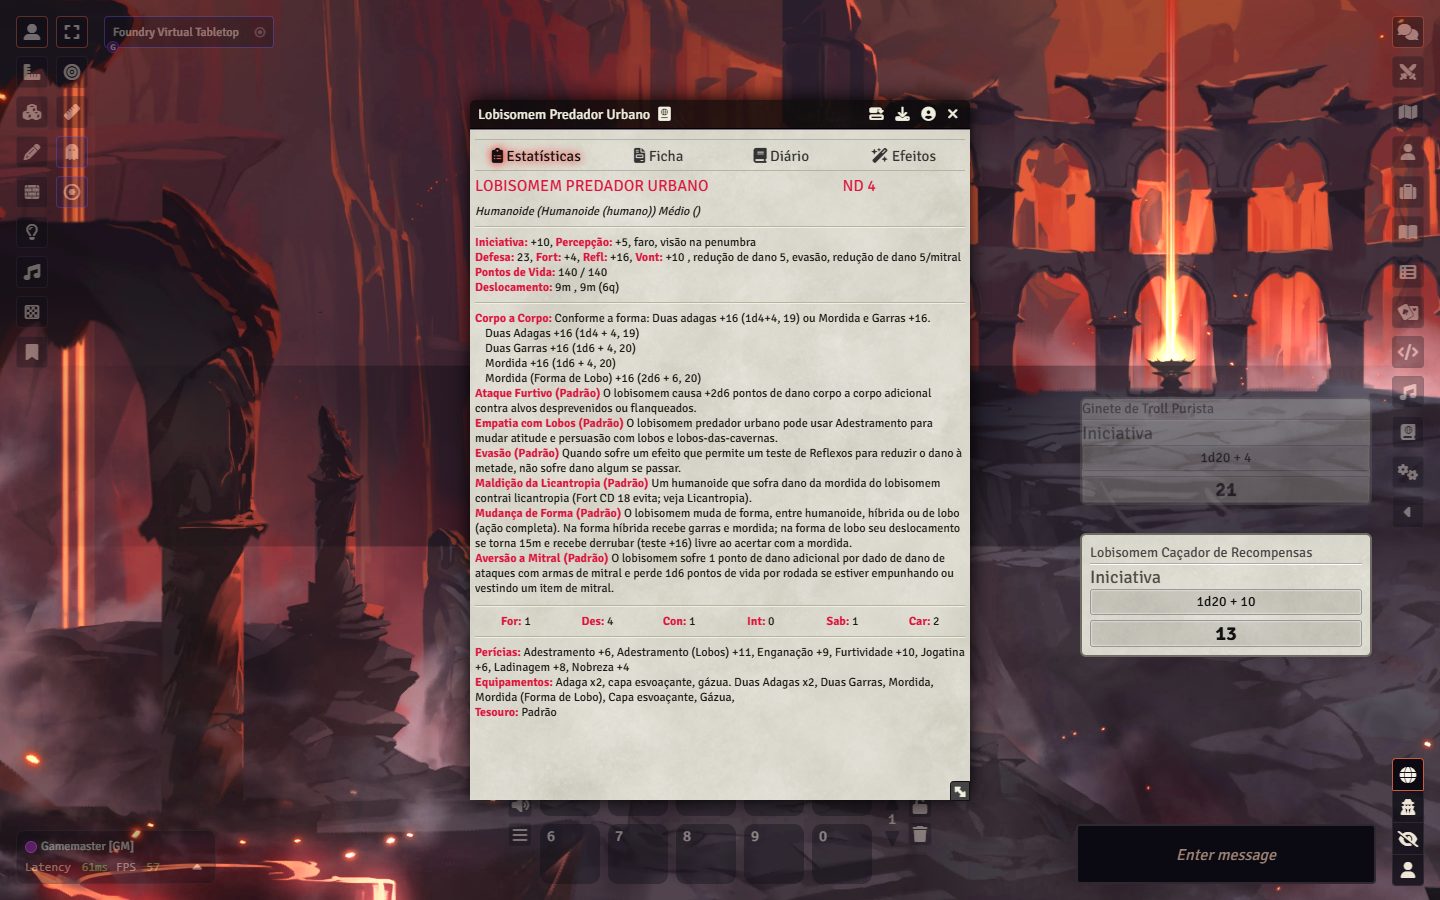 Foundry Virtual Tabletop
G
Lobisomem Predador Urbano
Estatísticas
Ficha
Diário
Efeitos
LOBISOMEM PREDADOR URBANO
ND 4
Humanoide (Humanoide (humano)) Médio ()
Iniciativa: +10, Percepção: +5, faro, visão na penumbra
Defesa: 23, Fort: +4, Refl: +16, Vont: +10 , redução de dano 5, evasão, redução de dano 5/mitral
Pontos de Vida: 140 / 140
Deslocamento: 9m , 9m (6q)
Corpo a Corpo: Conforme a forma: Duas adagas +16 (1d4+4, 19) ou Mordida e Garras +16.
Duas Adagas +16 (1d4 + 4, 19)
Duas Garras +16 (1d6 + 4, 20)
Mordida +16 (1d6 + 4, 20)
Mordida (Forma de Lobo) +16 (2d6 + 6, 20)
Ataque Furtivo (Padrão) O lobisomem causa +2d6 pontos de dano corpo a corpo adicional
contra alvos desprevenidos ou flanqueados.
Empatia com Lobos (Padrão) O lobisomem predador urbano pode usar Adestramento para
mudar atitude e persuasão com lobos e lobos-das-cavernas.
Evasão (Padrão) Quando sofre um efeito que permite um teste de Reflexos para reduzir o dano à
metade, não sofre dano algum se passar.
Maldição da Licantropia (Padrão) Um humanoide que sofra dano da mordida do lobisomem
contrai licantropia (Fort CD 18 evita; veja Licantropia).
Mudança de Forma (Padrão) O lobisomem muda de forma, entre humanoide, híbrida ou de lobo
(ação completa). Na forma híbrida recebe garras e mordida; na forma de lobo seu deslocamento
se torna 15m e recebe derrubar (teste +16) livre ao acertar com a mordida.
Aversão a Mitral (Padrão) O lobisomem sofre 1 ponto de dano adicional por dado de dano de
ataques com armas de mitral e perde 1d6 pontos de vida por rodada se estiver empunhando ou
vestindo um item de mitral.
For: 1
Des: 4
Con: 1
Int: 0
Sab: 1
Car: 2
Perícias: Adestramento +6, Adestramento (Lobos) +11, Enganação +9, Furtividade +10, Jogatina
+6, Ladinagem +8, Nobreza +4
Equipamentos: Adaga x2, capa esvoaçante, gázua. Duas Adagas x2, Duas Garras, Mordida,
Mordida (Forma de Lobo), Capa esvoaçante, Gázua,
Tesouro: Padrão
Ginete de Troll Purista
Iniciativa
1d20 + 4
21
Lobisomem Caçador de Recompensas
Iniciativa
1d20 + 10
13
6
7
8
9
0
1
Gamemaster [GM]
Latency 61ms FPS 57
Enter message